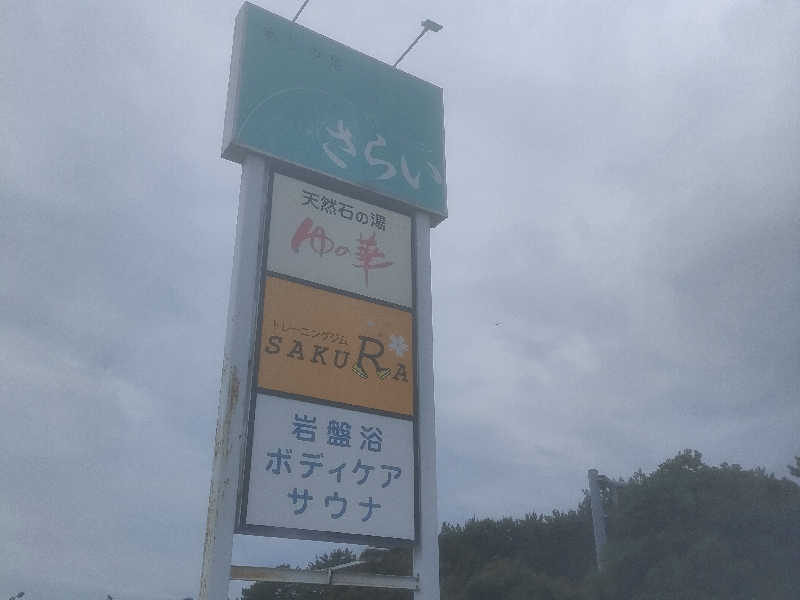 さらい
天然石の湯
ゆの華
トレーニングジム
SAKURA
岩盤浴
ボディケア
サウナ